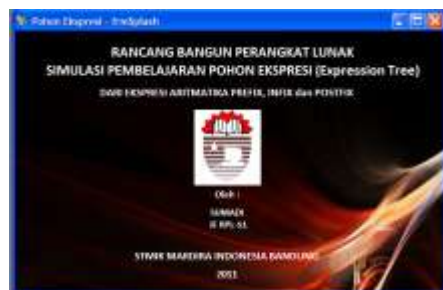 Pohon Ekspresi - frmSplash
RANCANG BANGUN PERANGKAT LUNAK
SIMULASI PEMBELAJARAN POHON EKSPRESI (Expression Tree)
DARI EKSPRESI ARITMATIKA PREFIX, INFIX dan POSTFIX
Oleh :
SUMIADI
STMIK MARDIRA INDONESIA BANDUNG
2011